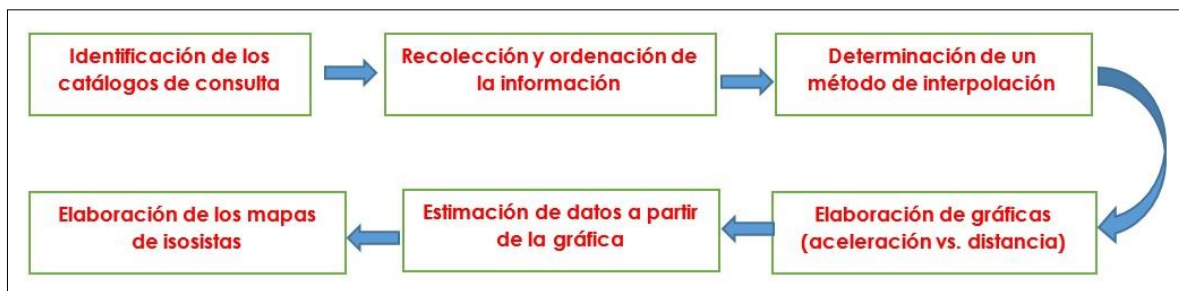 Identificación de los
catálogos de consulta
Recolección y ordenación de
la información
Determinación de un
método de interpolación
Elaboración de gráficas
(aceleración vs. distancia)
Estimación de datos a partir
de la gráfica
Elaboración de los mapas
de isosistas